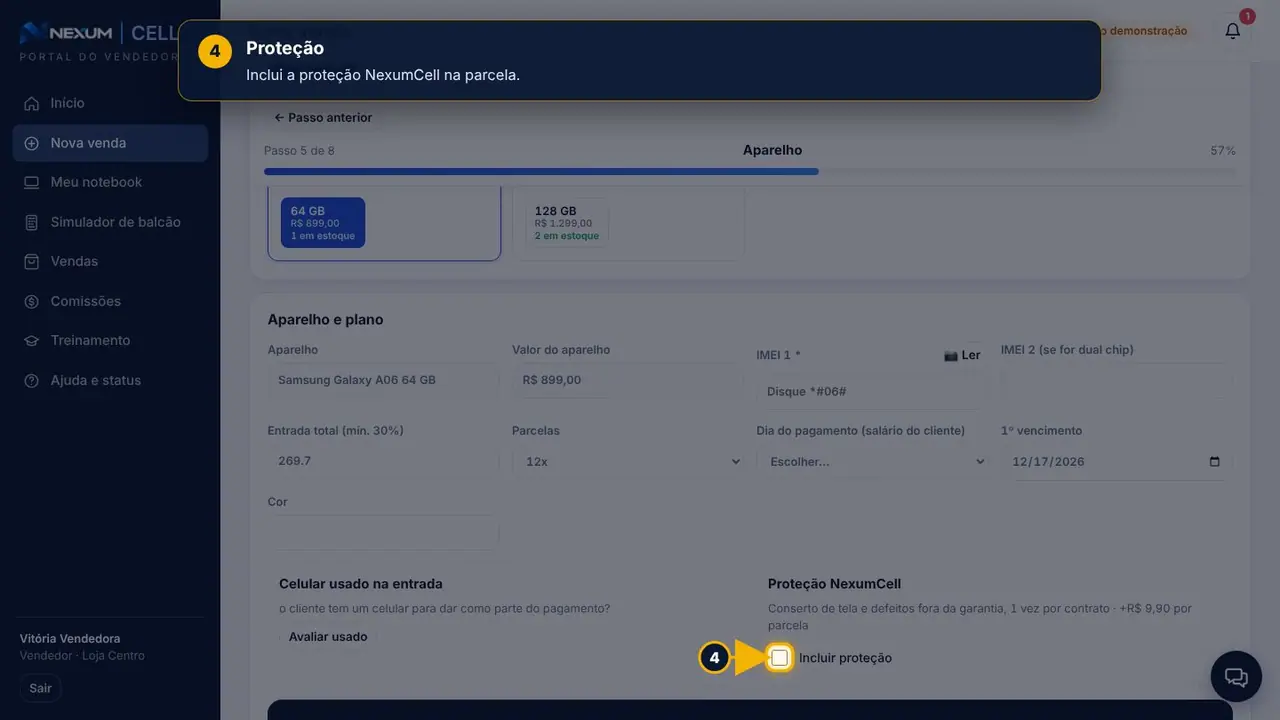 NEXUM | CELL
PORTAL DO VENDEDOR
Início
Nova venda
Meu notebook
Simulador de balcão
Vendas
Comissões
Treinamento
Ajuda e status
Vitória Vendedora
Vendedor · Loja Centro
Sair
4
Proteção
Inclui a proteção NexumCell na parcela.
o demonstração
1
← Passo anterior
Passo 5 de 8
Aparelho
57%
64 GB
R$ 899,00
1 em estoque
128 GB
R$ 1.299,00
2 em estoque
Aparelho e plano
Aparelho
Valor do aparelho
IMEI 1 *
Ler
IMEI 2 (se for dual chip)
Samsung Galaxy A06 64 GB
R$ 899,00
Disque *#06#
Entrada total (mín. 30%)
Parcelas
Dia do pagamento (salário do cliente)
1º vencimento
269.7
12x
Escolher...
12/17/2026
Cor
Celular usado na entrada
o cliente tem um celular para dar como parte do pagamento?
Avaliar usado
Proteção NexumCell
Conserto de tela e defeitos fora da garantia, 1 vez por contrato · +R$ 9,90 por
parcela
4
Incluir proteção